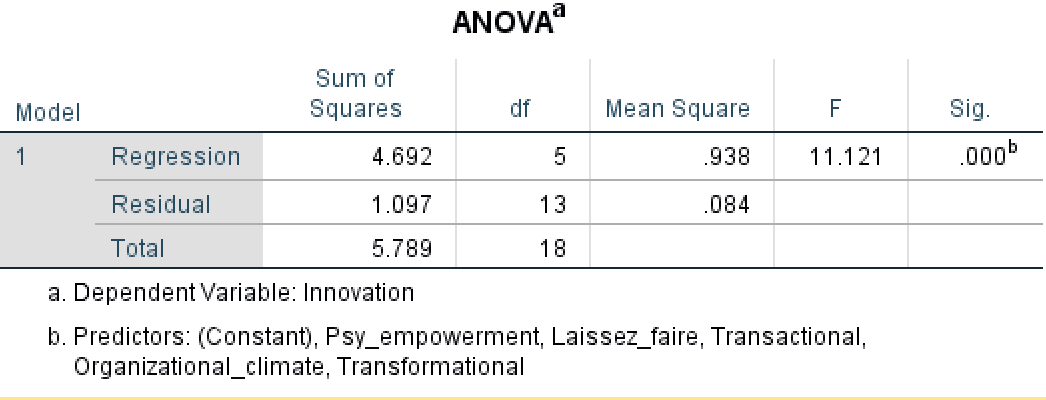 ANOVAa
Model Sum of Squares df Mean Square F Sig.
1 Regression 4.692 5 .938 11.121 .000b
Residual 1.097 13 .084
Total 5.789 18
a. Dependent Variable: Innovation
b. Predictors: (Constant), Psy_empowerment, Laissez_faire, Transactional,
Organizational_climate, Transformational